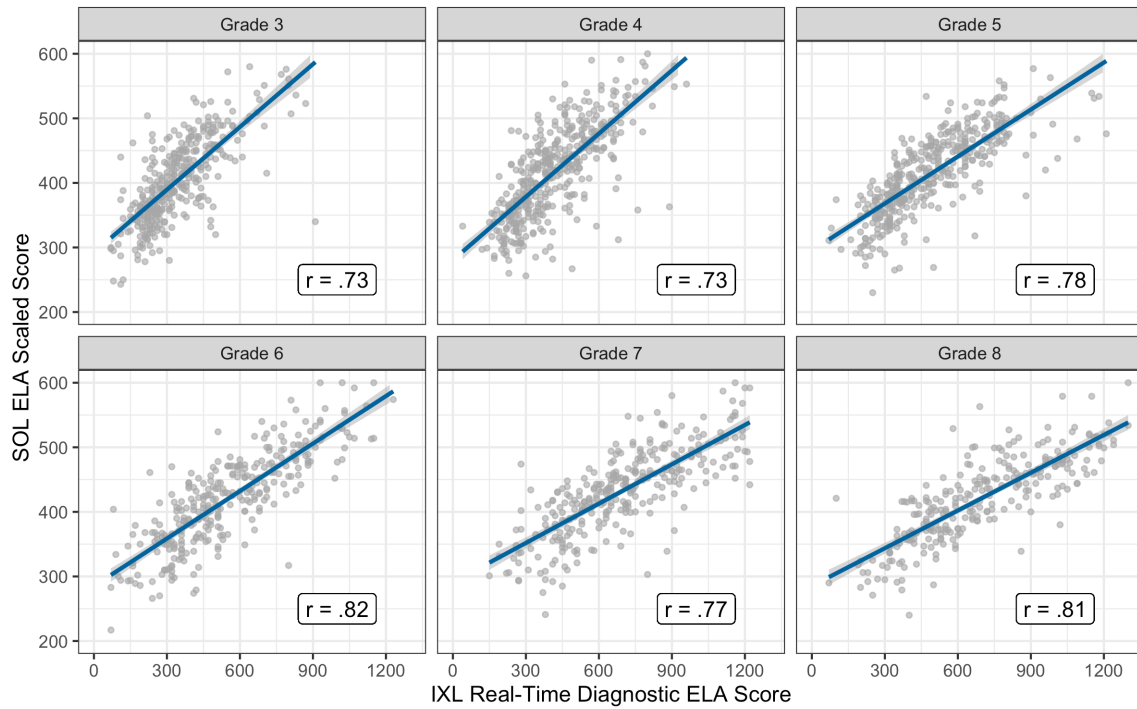 Grade 3
Grade 4
Grade 5
600
500
400
300
200
r = .73
r = .73
r = .78
Grade 6
Grade 7
Grade 8
600
500
400
300
200
r = .82
r = .77
r = .81
0 300 600 900 1200
0 300 600 900 1200
0 300 600 900 1200
IXL Real-Time Diagnostic ELA Score
SOL ELA Scaled Score